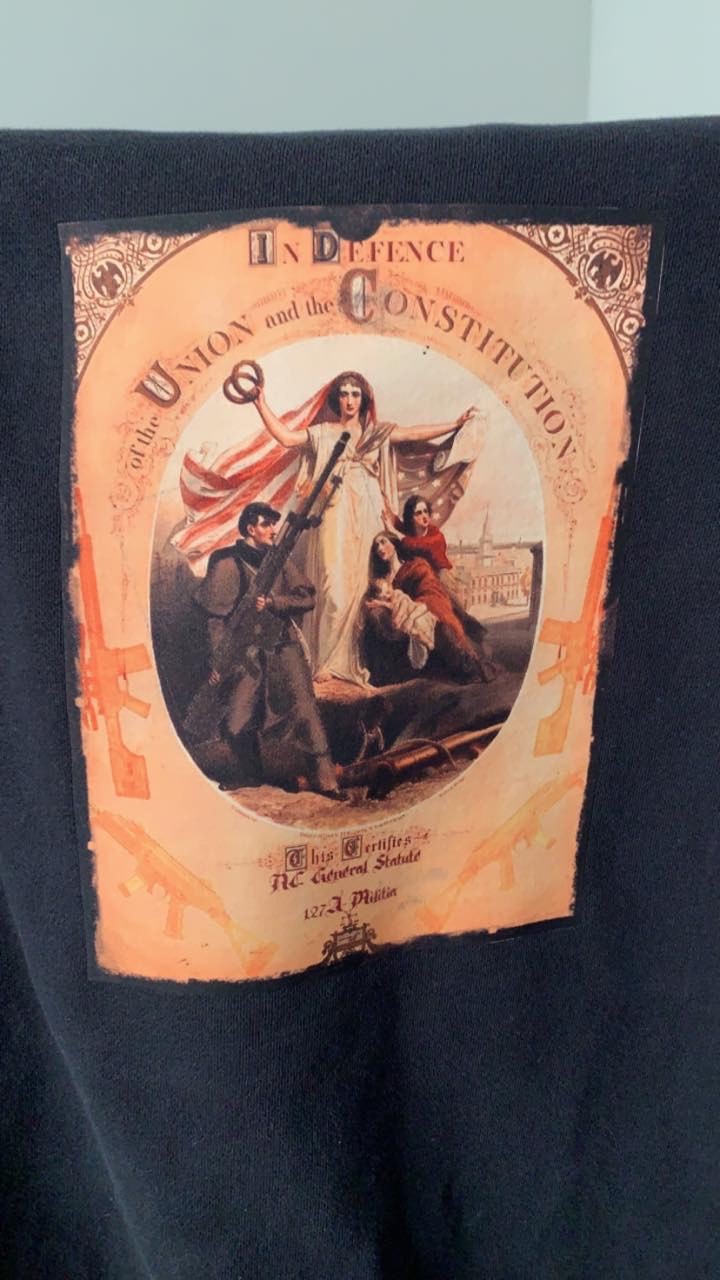 IN DEFENCE
of the UNION and the CONSTITUTION
This Certifies
NC General Statute
127A Militia